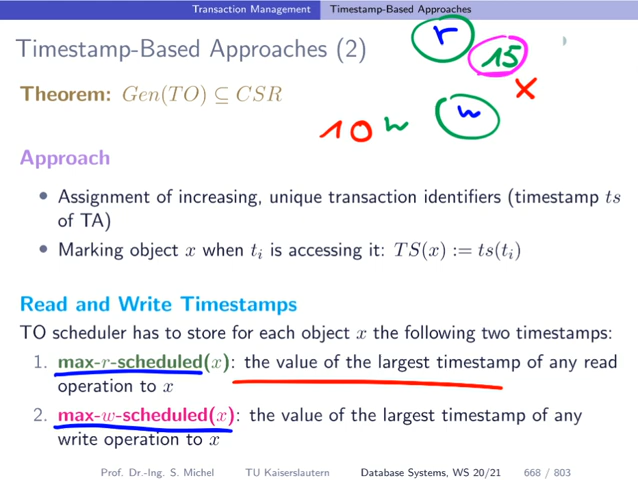 Transaction Management Timestamp-Based Approaches
Timestamp-Based Approaches (2)
r
15
x
10 w
w
Theorem: Gen(TO) ⊆ CSR
Approach
• Assignment of increasing, unique transaction identifiers (timestamp ts
of TA)
• Marking object x when tᵢ is accessing it: TS(x) := ts(tᵢ)
Read and Write Timestamps
TO scheduler has to store for each object x the following two timestamps:
1. max-r-scheduled(x): the value of the largest timestamp of any read
operation to x
2. max-w-scheduled(x): the value of the largest timestamp of any
write operation to x
Prof. Dr.-Ing. S. Michel TU Kaiserslautern Database Systems, WS 20/21 668 / 803